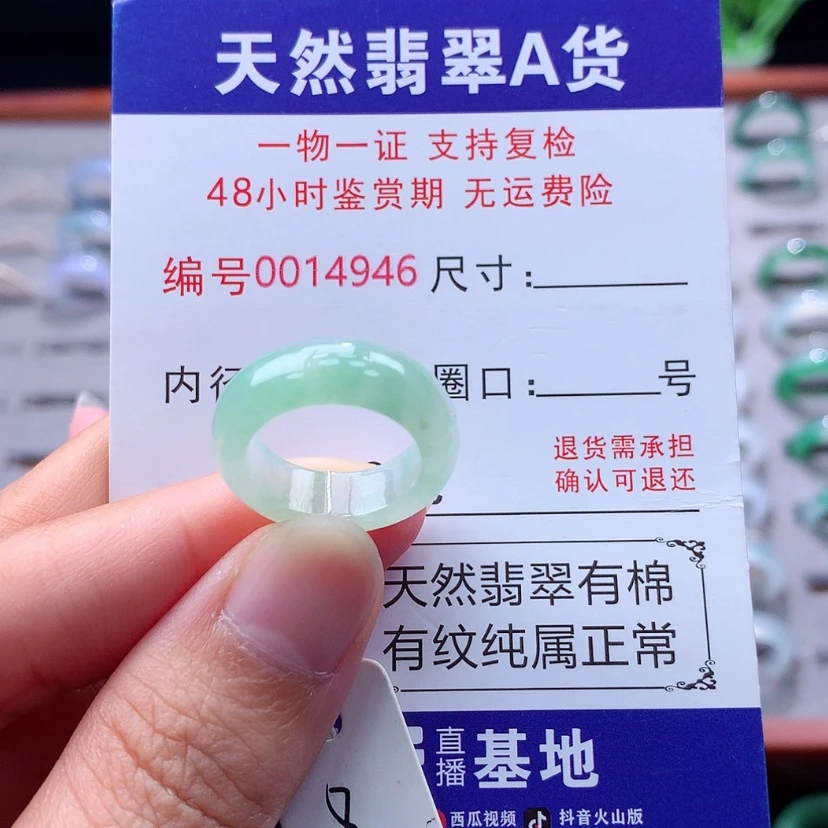 天然翡翠A货
一物一证 支持复检
48小时鉴赏期 无运费险
编号0014946 尺寸:
内径 圈口: 号
退货需承担
确认可退还
天然翡翠有棉
有纹纯属正常
直播基地
西瓜视频 抖音火山版